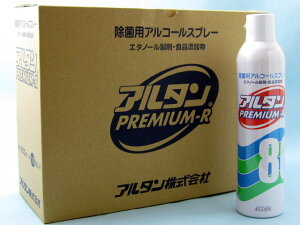 除菌用アルコールスプレー
エタノール製剤・食品添加物
アルタン
PREMIUM-R
アルタン株式会社
除菌用アルコールスプレー
エタノール製剤・食品添加物
アルタン
PREMIUM-R